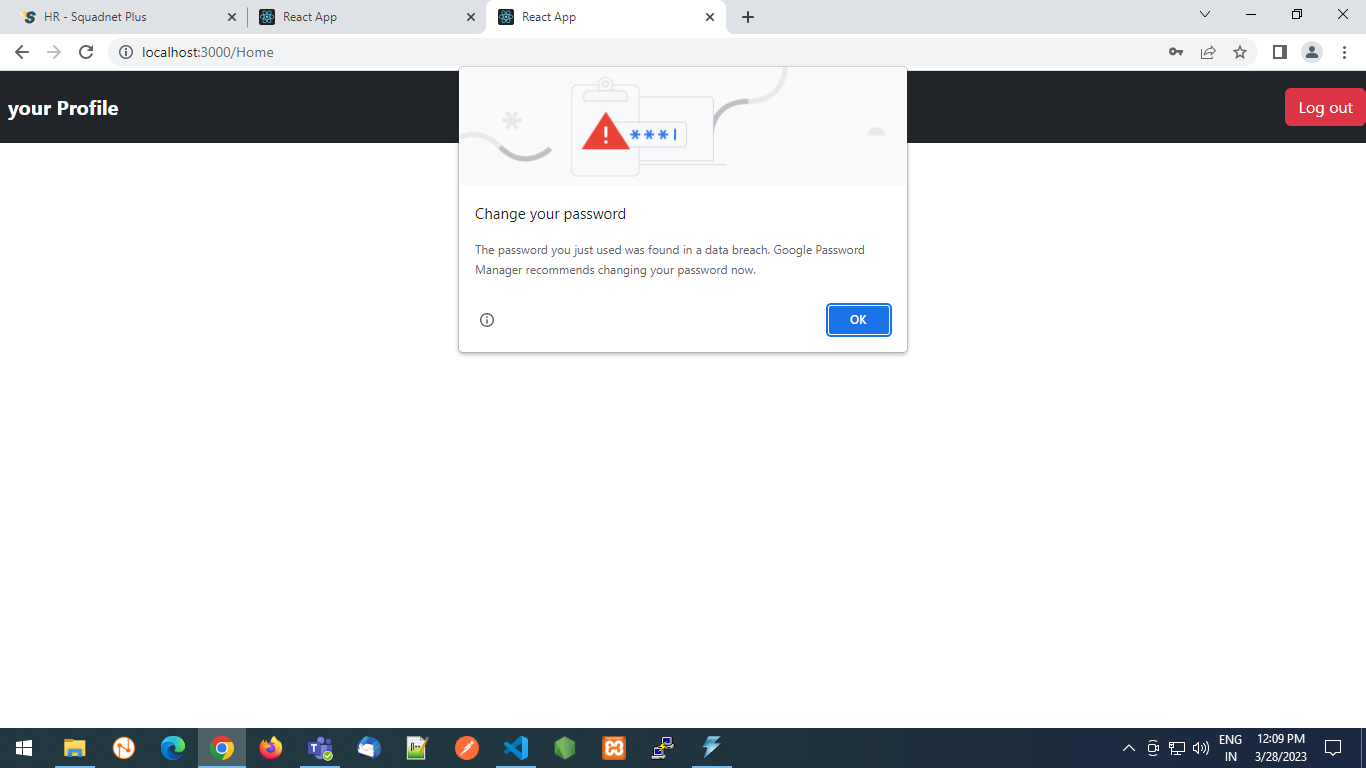 HR - Squadnet Plus
React App
React App
localhost:3000/Home
your Profile
Log out
***|
Change your password
The password you just used was found in a data breach. Google Password
Manager recommends changing your password now.
OK
ENG
IN
12:09 PM
3/28/2023